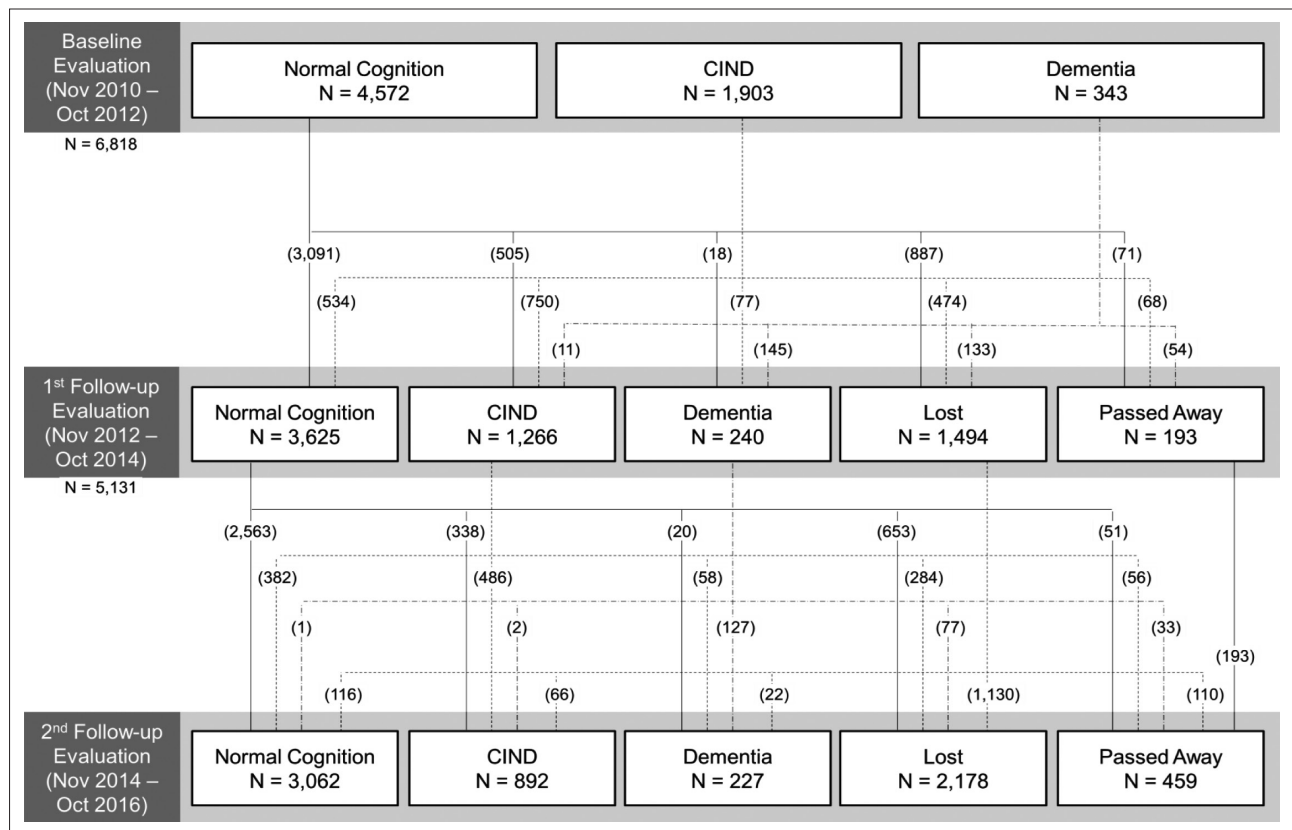 Baseline
Evaluation
(Nov 2010 –
Oct 2012)
N = 6,818
Normal Cognition
N = 4,572
CIND
N = 1,903
Dementia
N = 343
(3,091)
(505)
(18)
(887)
(71)
(534)
(750)
(77)
(474)
(68)
(11)
(145)
(133)
(54)
1st Follow-up
Evaluation
(Nov 2012 –
Oct 2014)
N = 5,131
Normal Cognition
N = 3,625
CIND
N = 1,266
Dementia
N = 240
Lost
N = 1,494
Passed Away
N = 193
(2,563)
(338)
(20)
(653)
(51)
(382)
(486)
(58)
(284)
(56)
(1)
(2)
(127)
(77)
(33)
(193)
(116)
(66)
(22)
(1,130)
(110)
2nd Follow-up
Evaluation
(Nov 2014 –
Oct 2016)
Normal Cognition
N = 3,062
CIND
N = 892
Dementia
N = 227
Lost
N = 2,178
Passed Away
N = 459